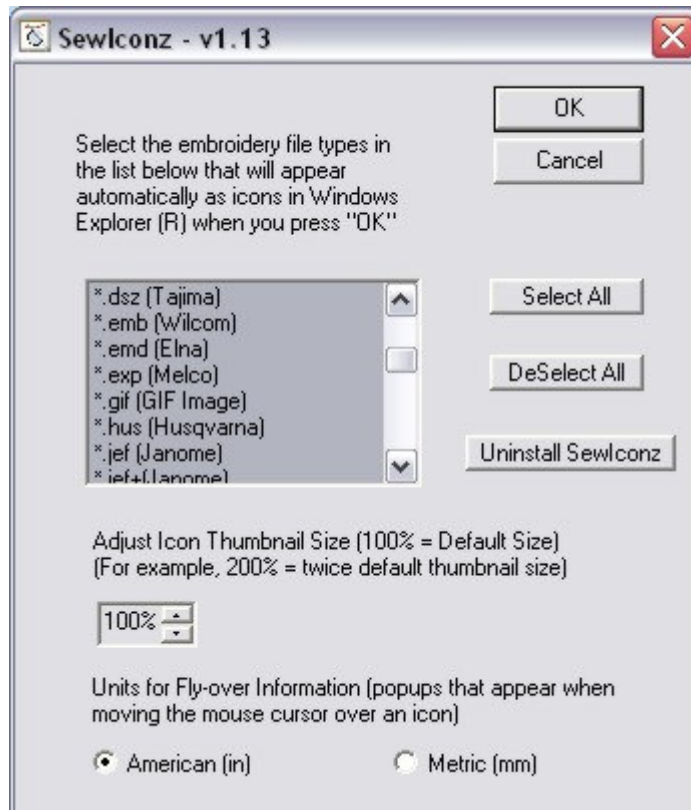 SewIconz - v1.13
OK
Cancel
Select the embroidery file types in
the list below that will appear
automatically as icons in Windows
Explorer (R) when you press "OK"
*.dsz (Tajima)
*.emb (Wilcom)
*.emd (Elna)
*.exp (Melco)
*.gif (GIF Image)
*.hus (Husqvarna)
*.jef (Janome)
*.jef+(Janome)
Select All
DeSelect All
Uninstall SewIconz
Adjust Icon Thumbnail Size (100% = Default Size)
(For example, 200% = twice default thumbnail size)
100%
Units for Fly-over Information (popups that appear when
moving the mouse cursor over an icon)
American (in)
Metric (mm)